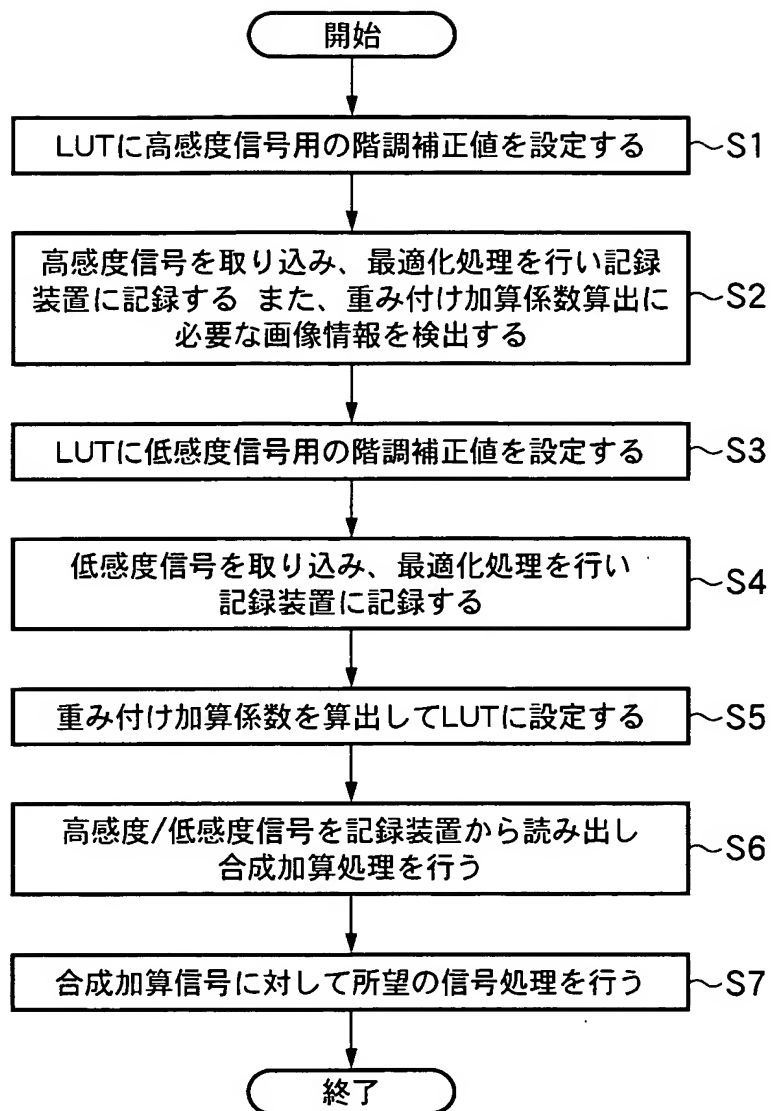 開始
LUTに高感度信号用の階調補正値を設定する
~S1
高感度信号を取り込み、最適化処理を行い記録
装置に記録する また、重み付け加算係数算出に
必要な画像情報を検出する
~S2
LUTに低感度信号用の階調補正値を設定する
~S3
低感度信号を取り込み、最適化処理を行い
記録装置に記録する
~S4
重み付け加算係数を算出してLUTに設定する
~S5
高感度/低感度信号を記録装置から読み出し
合成加算処理を行う
~S6
合成加算信号に対して所望の信号処理を行う
~S7
終了